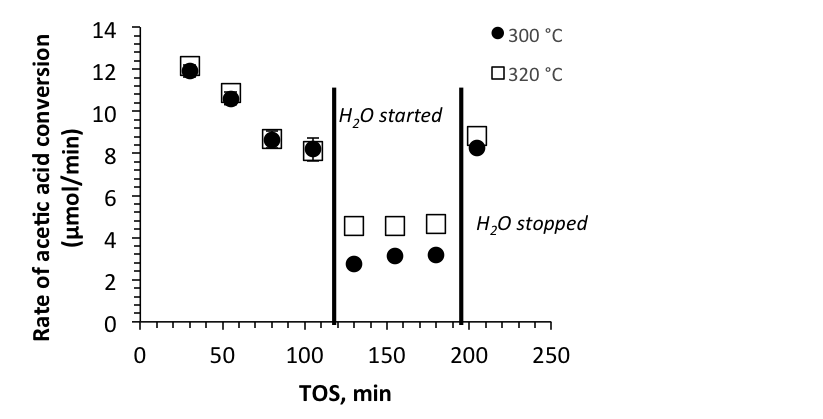 Rate of acetic acid conversion
(µmol/min)
14
12
10
8
6
4
2
0
0 50 100 150 200 250
TOS, min
300 °C
320 °C
H₂O started
H₂O stopped